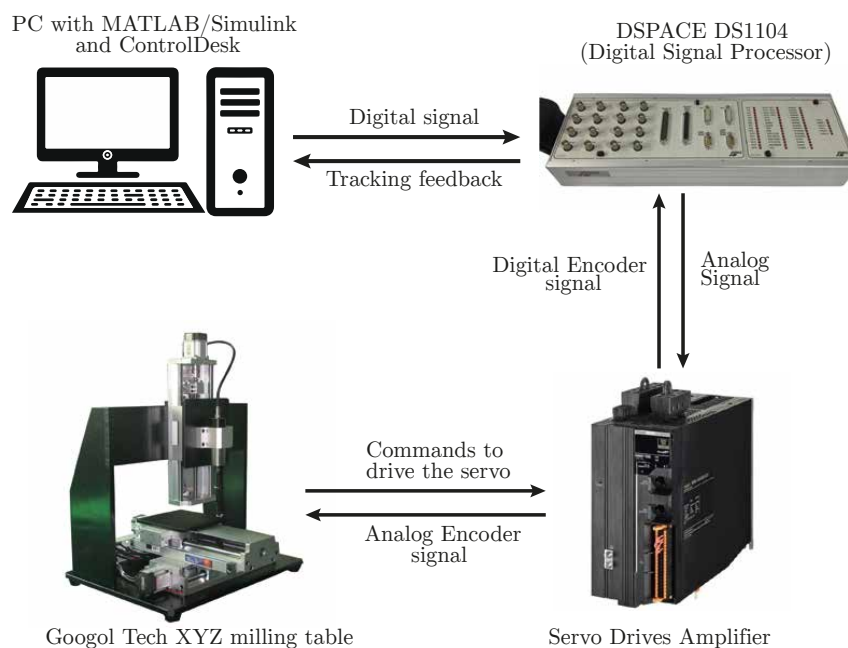 PC with MATLAB/Simulink
and ControlDesk
DSPACE DS1104
(Digital Signal Processor)
Digital signal
Tracking feedback
Digital Encoder
signal
Analog
Signal
Commands to
drive the servo
Analog Encoder
signal
Googol Tech XYZ milling table
Servo Drives Amplifier